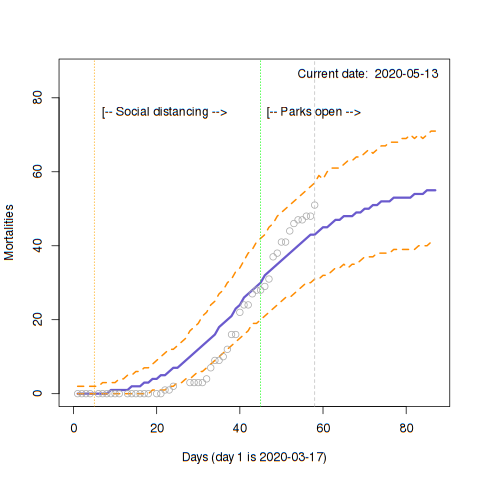 Current date: 2020-05-13
[-- Social distancing --> [-- Parks open -->
Mortalities
80
60
40
20
0
0 20 40 60 80
Days (day 1 is 2020-03-17)